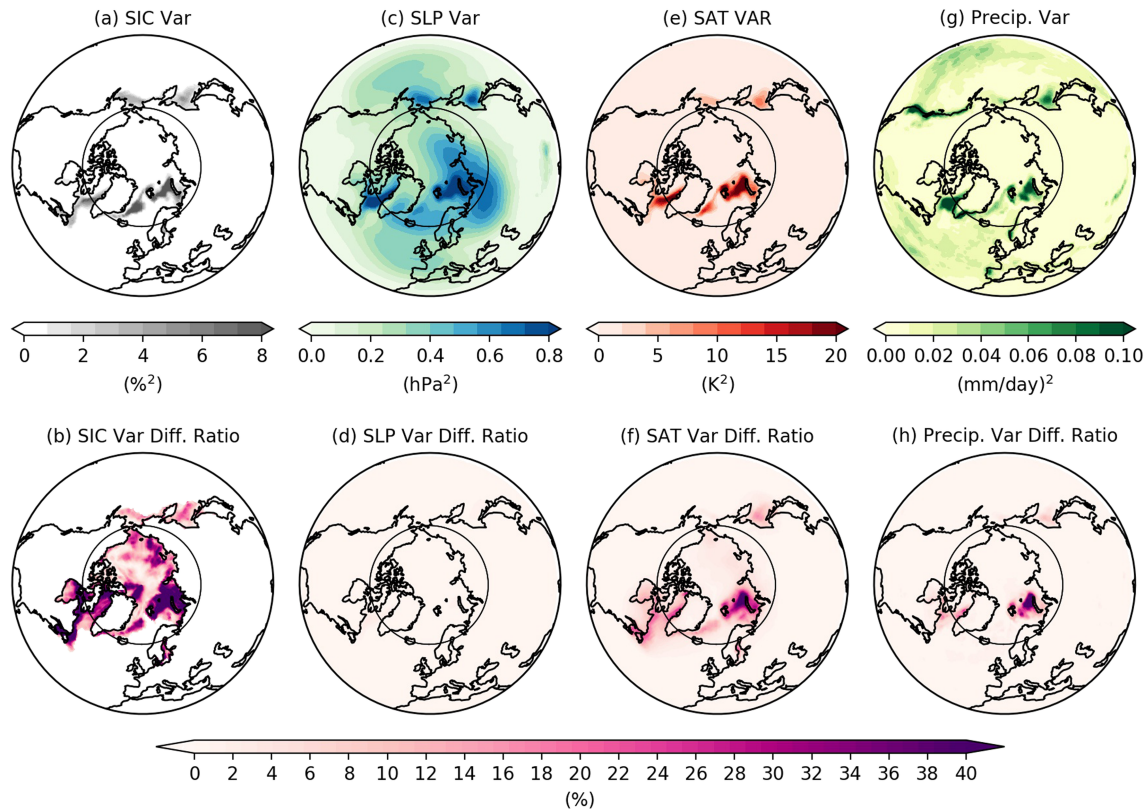 (a) SIC Var
(c) SLP Var
(e) SAT VAR
(g) Precip. Var
0 2 4 6 8
(%²)
0.0 0.2 0.4 0.6 0.8
(hPa²)
0 5 10 15 20
(K²)
0.00 0.02 0.04 0.06 0.08 0.10
(mm/day)²
(b) SIC Var Diff. Ratio
(d) SLP Var Diff. Ratio
(f) SAT Var Diff. Ratio
(h) Precip. Var Diff. Ratio
0 2 4 6 8 10 12 14 16 18 20 22 24 26 28 30 32 34 36 38 40
(%)